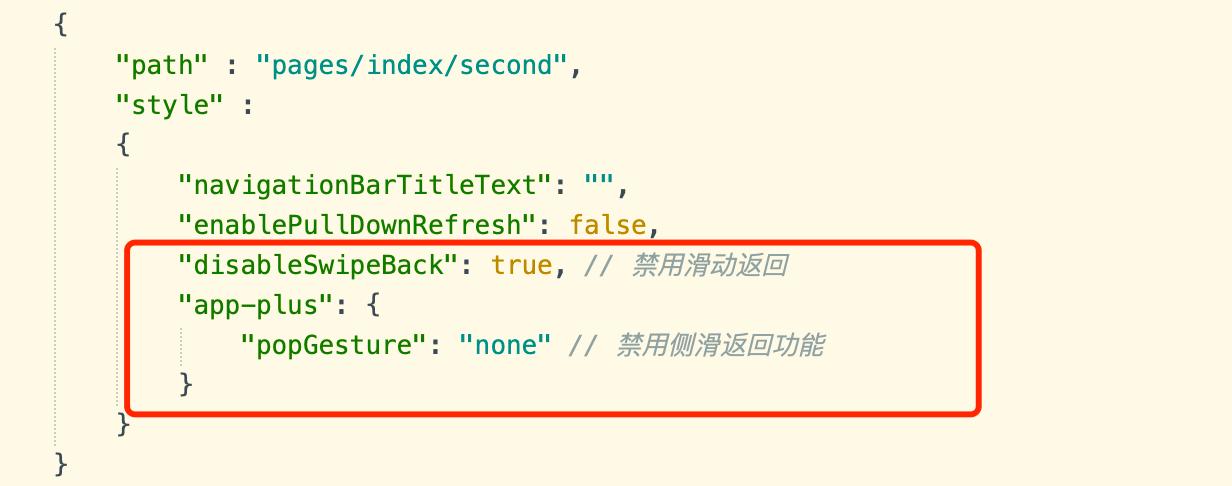 {
"path" : "pages/index/second",
"style" :
{
"navigationBarTitleText": "",
"enablePullDownRefresh": false,
"disableSwipeBack": true, // 禁用滑动返回
"app-plus": {
"popGesture": "none" // 禁用侧滑返回功能
}
}
}